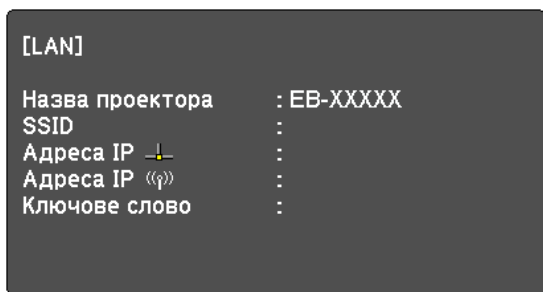 [LAN]
Назва проектора : EB-XXXXX
SSID :
Адреса IP :
Адреса IP :
Ключове слово :